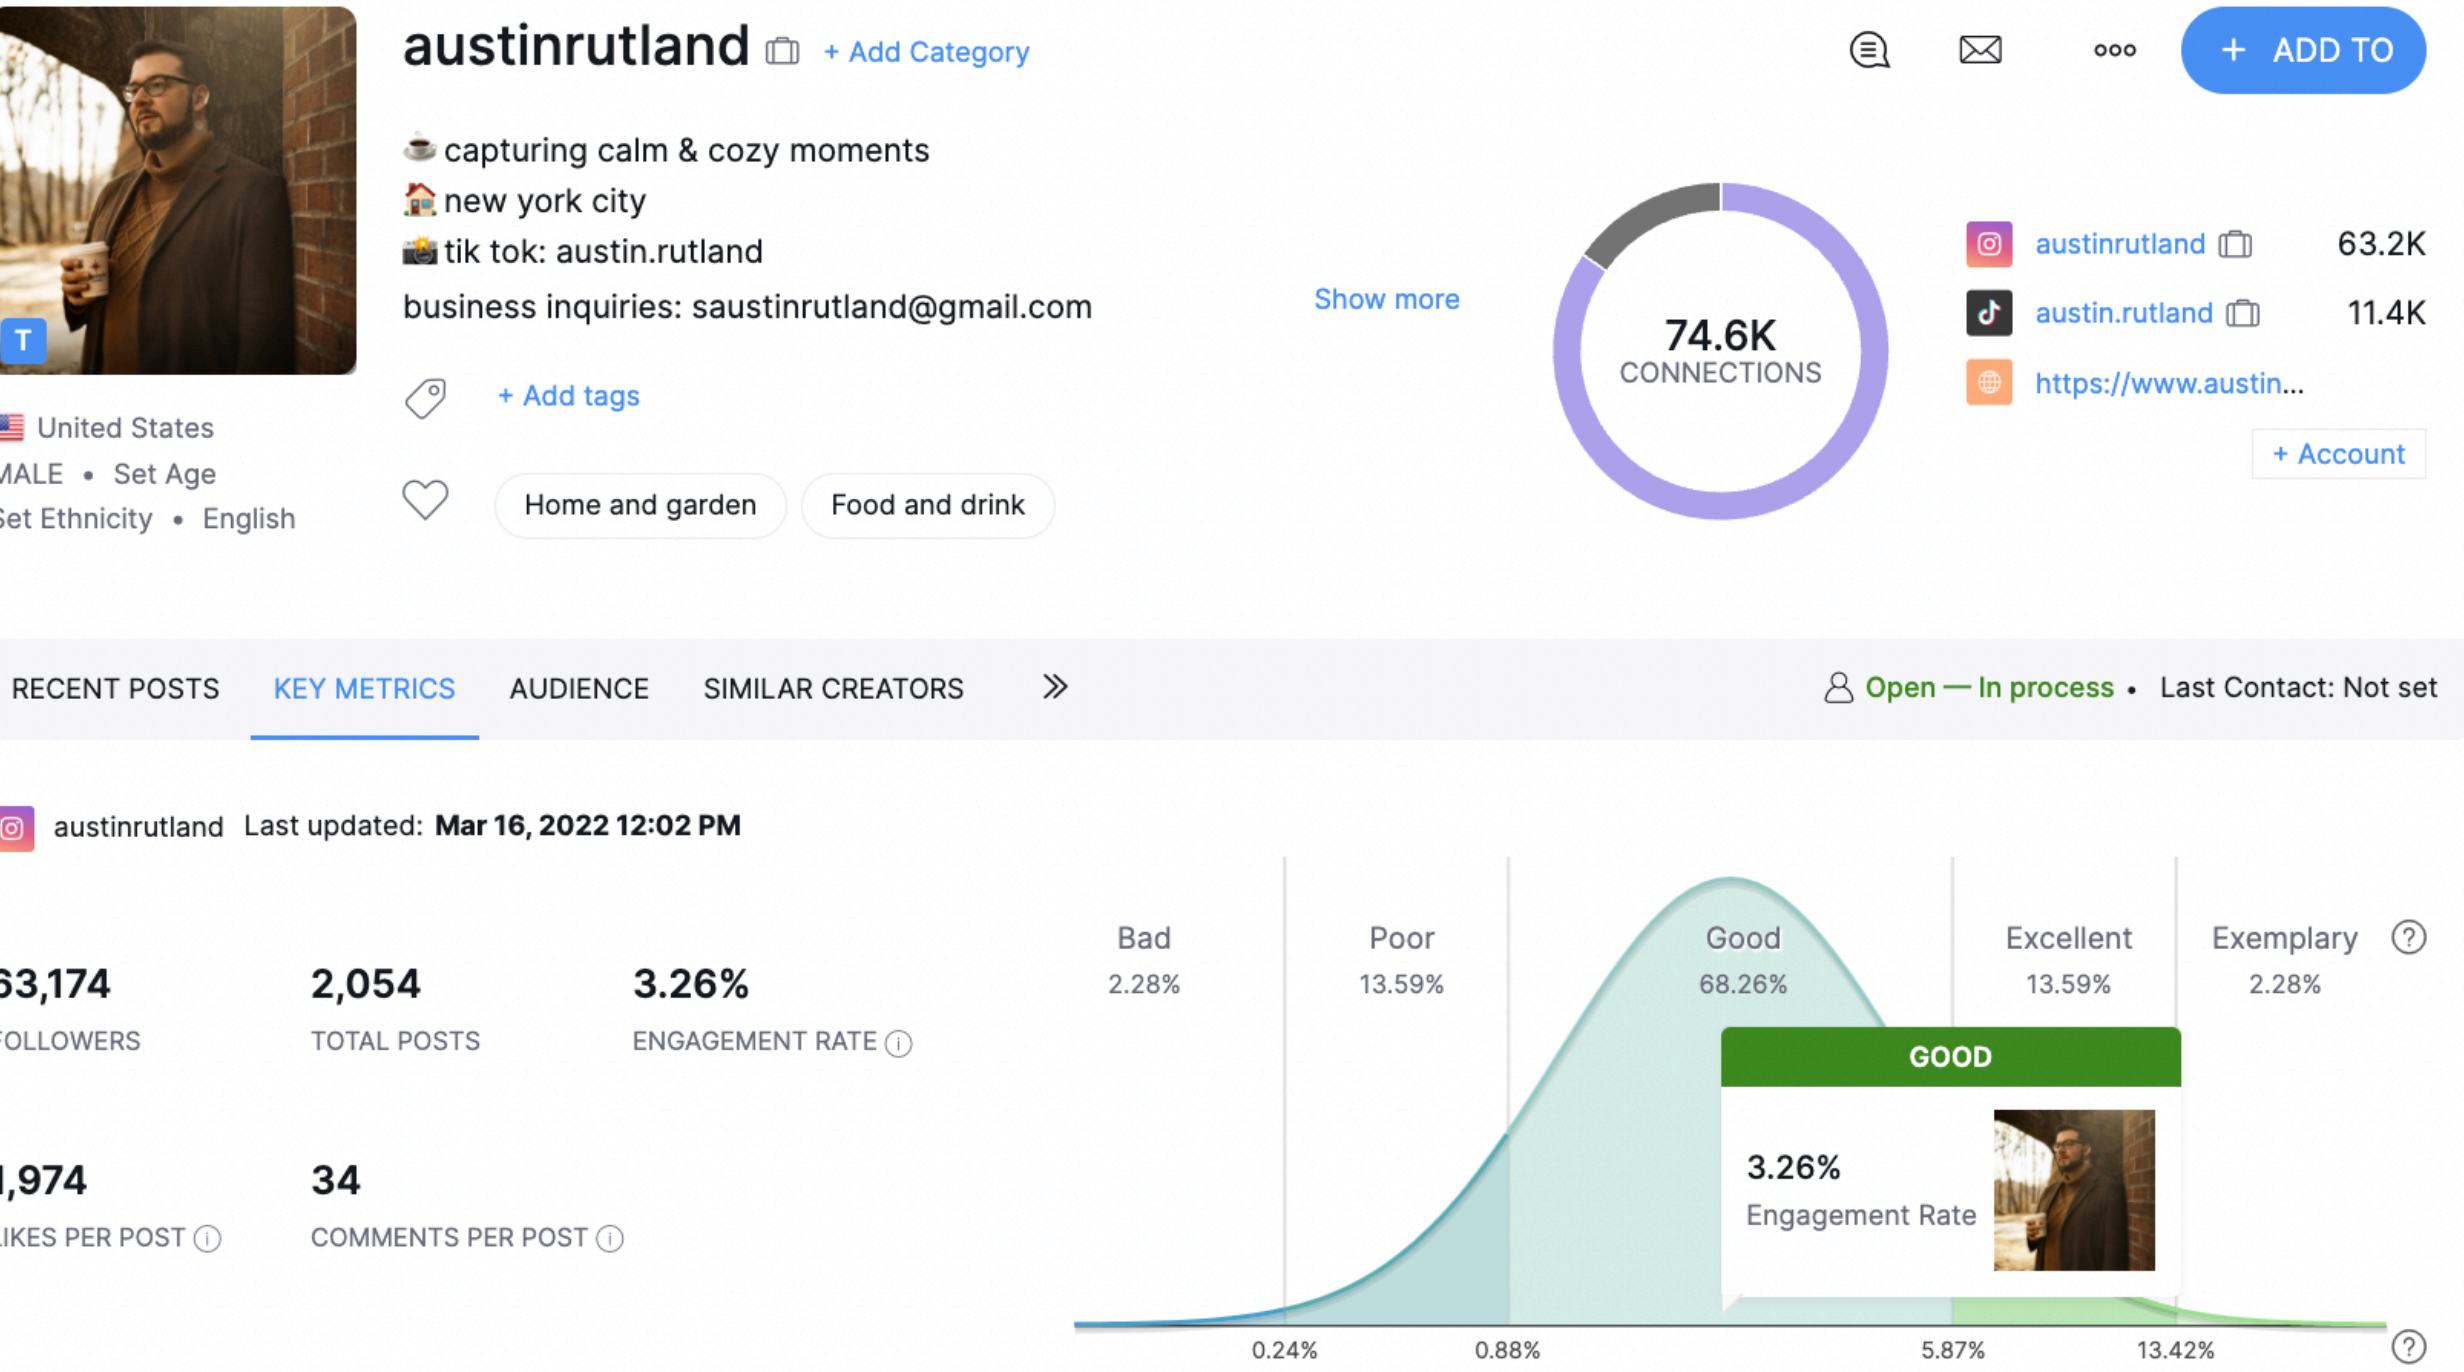 austinrutland + Add Category
+ ADD TO
☕ capturing calm & cozy moments
🏠 new york city
📸 tik tok: austin.rutland
business inquiries: saustinrutland@gmail.com
Show more
74.6K
CONNECTIONS
austinrutland 63.2K
austin.rutland 11.4K
https://www.austin...
+ Account
T
+ Add tags
United States
MALE • Set Age
Set Ethnicity • English
Home and garden
Food and drink
RECENT POSTS KEY METRICS AUDIENCE SIMILAR CREATORS
Open — In process • Last Contact: Not set
austinrutland Last updated: Mar 16, 2022 12:02 PM
63,174
FOLLOWERS
2,054
TOTAL POSTS
3.26%
ENGAGEMENT RATE
1,974
LIKES PER POST
34
COMMENTS PER POST
Bad
2.28%
Poor
13.59%
Good
68.26%
Excellent
13.59%
Exemplary
2.28%
GOOD
3.26%
Engagement Rate
0.24% 0.88% 5.87% 13.42%